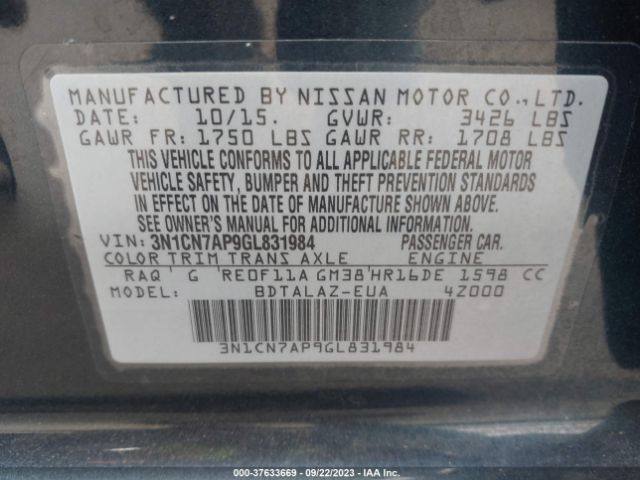 MANUFACTURED BY NISSAN MOTOR CO.,LTD.
DATE: 10/15. GVWR: 3426 LBS
GAWR FR: 1750 LBS GAWR RR: 1708 LBS
THIS VEHICLE CONFORMS TO ALL APPLICABLE FEDERAL MOTOR
VEHICLE SAFETY, BUMPER AND THEFT PREVENTION STANDARDS
IN EFFECT ON THE DATE OF MANUFACTURE SHOWN ABOVE.
SEE OWNER'S MANUAL FOR ADDITIONAL INFORMATION.
VIN: 3N1CN7AP9GL831984 PASSENGER CAR.
COLOR TRIM TRANS AXLE ENGINE
RAQ G RE0F11A GM38 HR16DE 1598 CC
MODEL: BDTALAZ-EUA 4Z000
3N1CN7AP9GL831984
000-37633669 - 09/22/2023 - IAA Inc.